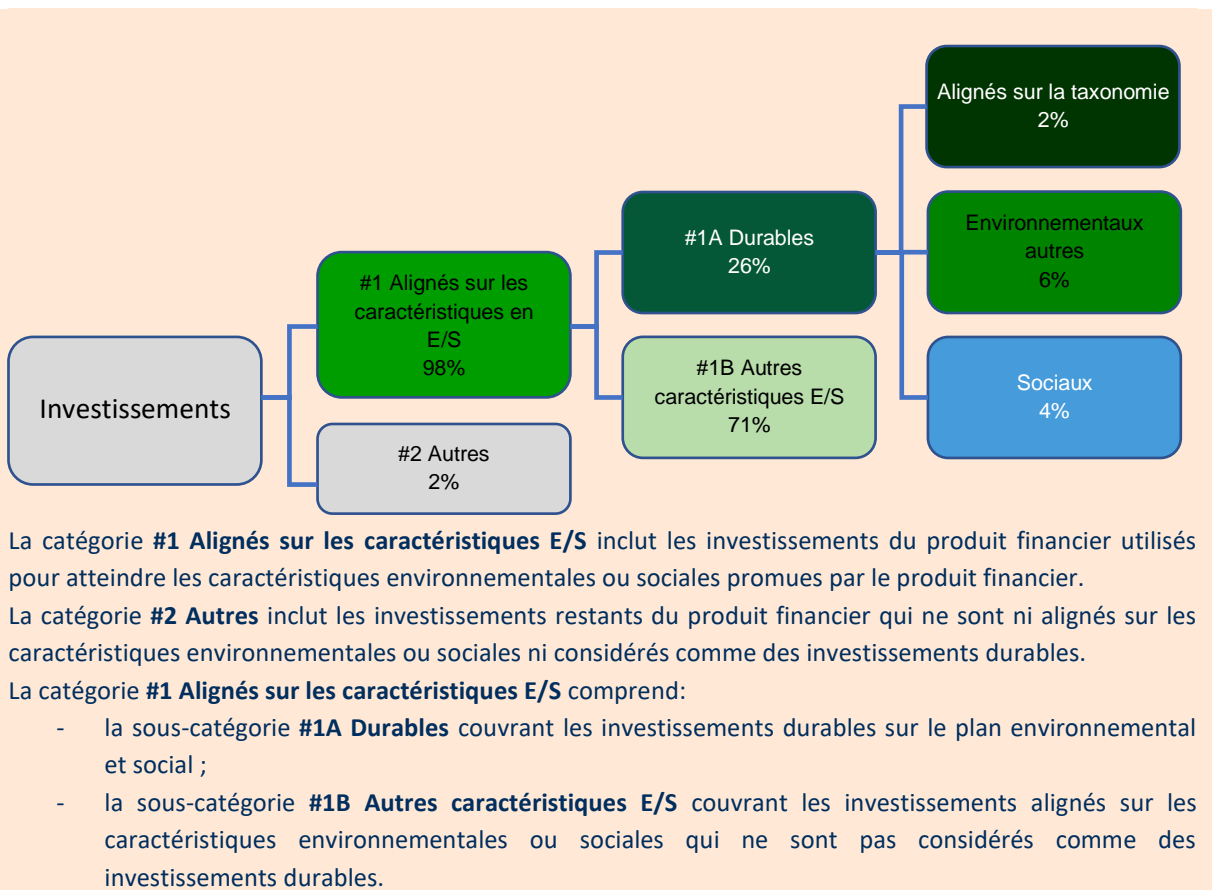 Alignés sur la taxonomie
2%
#1A Durables
26%
Environnementaux
autres
6%
#1 Alignés sur les
caractéristiques en
E/S
98%
Investissements
#1B Autres
caractéristiques E/S
71%
Sociaux
4%
#2 Autres
2%
La catégorie #1 Alignés sur les caractéristiques E/S inclut les investissements du produit financier utilisés
pour atteindre les caractéristiques environnementales ou sociales promues par le produit financier.
La catégorie #2 Autres inclut les investissements restants du produit financier qui ne sont ni alignés sur les
caractéristiques environnementales ou sociales ni considérés comme des investissements durables.
La catégorie #1 Alignés sur les caractéristiques E/S comprend:
- la sous-catégorie #1A Durables couvrant les investissements durables sur le plan environnemental
et social ;
- la sous-catégorie #1B Autres caractéristiques E/S couvrant les investissements alignés sur les
caractéristiques environnementales ou sociales qui ne sont pas considérés comme des
investissements durables.